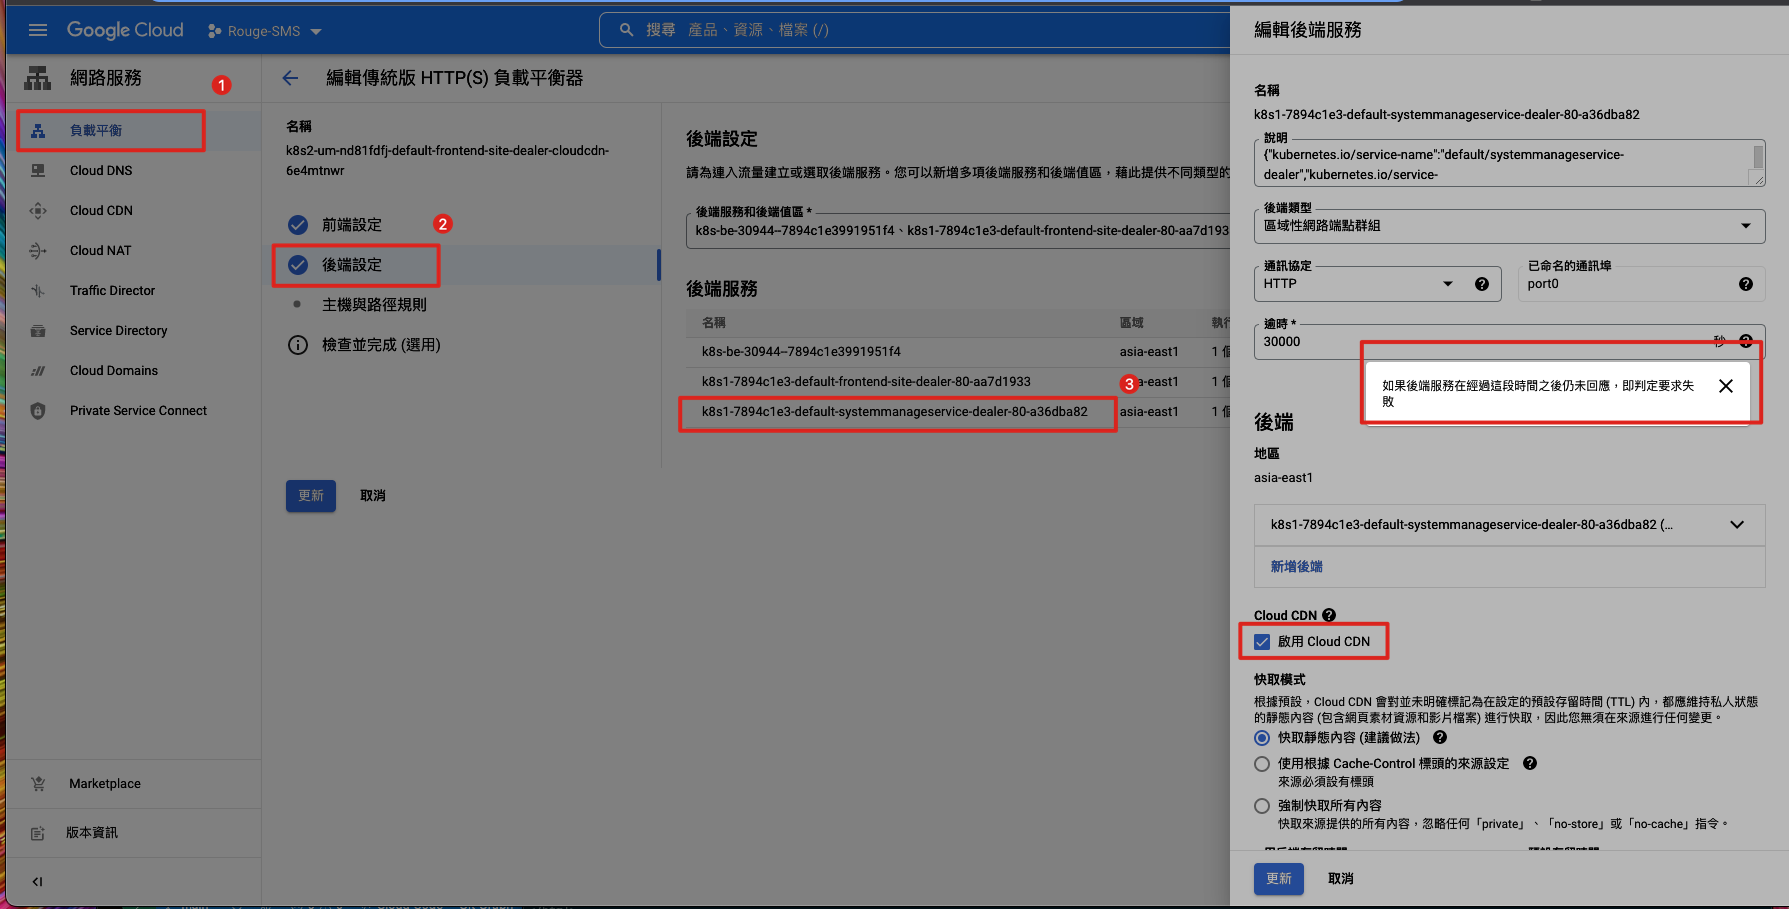 Google Cloud
Rouge-SMS
搜尋 產品、資源、檔案 (/)
網路服務
1
負載平衡
Cloud DNS
Cloud CDN
Cloud NAT
Traffic Director
Service Directory
Cloud Domains
Private Service Connect
Marketplace
版本資訊
編輯傳統版 HTTP(S) 負載平衡器
名稱
k8s2-um-nd81fdfj-default-frontend-site-dealer-cloudcdn-
6e4mtnwr
前端設定
2
後端設定
主機與路徑規則
檢查並完成 (選用)
更新
取消
後端設定
請為連入流量建立或選取後端服務。您可以新增多項後端服務和後端值區，藉此提供不同類型的
後端服務和後端值區 *
k8s-be-30944--7894c1e3991951f4、k8s1-7894c1e3-default-frontend-site-dealer-80-aa7d193
後端服務
名稱 區域 執行
k8s-be-30944--7894c1e3991951f4 asia-east1 1 個
k8s1-7894c1e3-default-frontend-site-dealer-80-aa7d1933 asia-east1 1 個
3
k8s1-7894c1e3-default-systemmanageservice-dealer-80-a36dba82 asia-east1 1 個
編輯後端服務
名稱
k8s1-7894c1e3-default-systemmanageservice-dealer-80-a36dba82
說明
{"kubernetes.io/service-name":"default/systemmanageservice-
dealer","kubernetes.io/service-
後端類型
區域性網路端點群組
通訊協定
HTTP
已命名的通訊埠
port0
逾時 *
30000 秒
如果後端服務在經過這段時間之後仍未回應，即判定要求失
敗
後端
地區
asia-east1
k8s1-7894c1e3-default-systemmanageservice-dealer-80-a36dba82 (...
新增後端
Cloud CDN
啟用 Cloud CDN
快取模式
根據預設，Cloud CDN 會對並未明確標記為在設定的預設存留時間 (TTL) 內，都應維持私人狀態
的靜態內容 (包含網頁素材資源和影片檔案) 進行快取，因此您無須在來源進行任何變更。
快取靜態內容 (建議做法)
使用根據 Cache-Control 標頭的來源設定
來源必須設有標頭
強制快取所有內容
快取來源提供的所有內容，忽略任何「private」、「no-store」或「no-cache」指令。
更新
取消